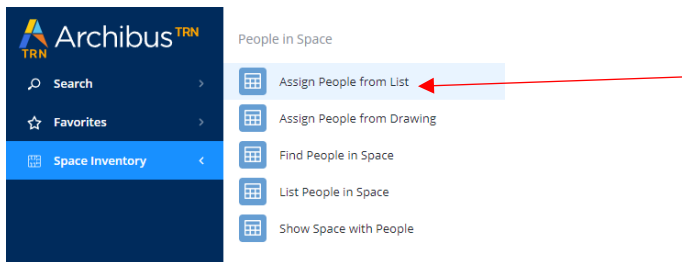 Archibus TRN
TRN
Search
Favorites
Space Inventory
People in Space
Assign People from List
Assign People from Drawing
Find People in Space
List People in Space
Show Space with People